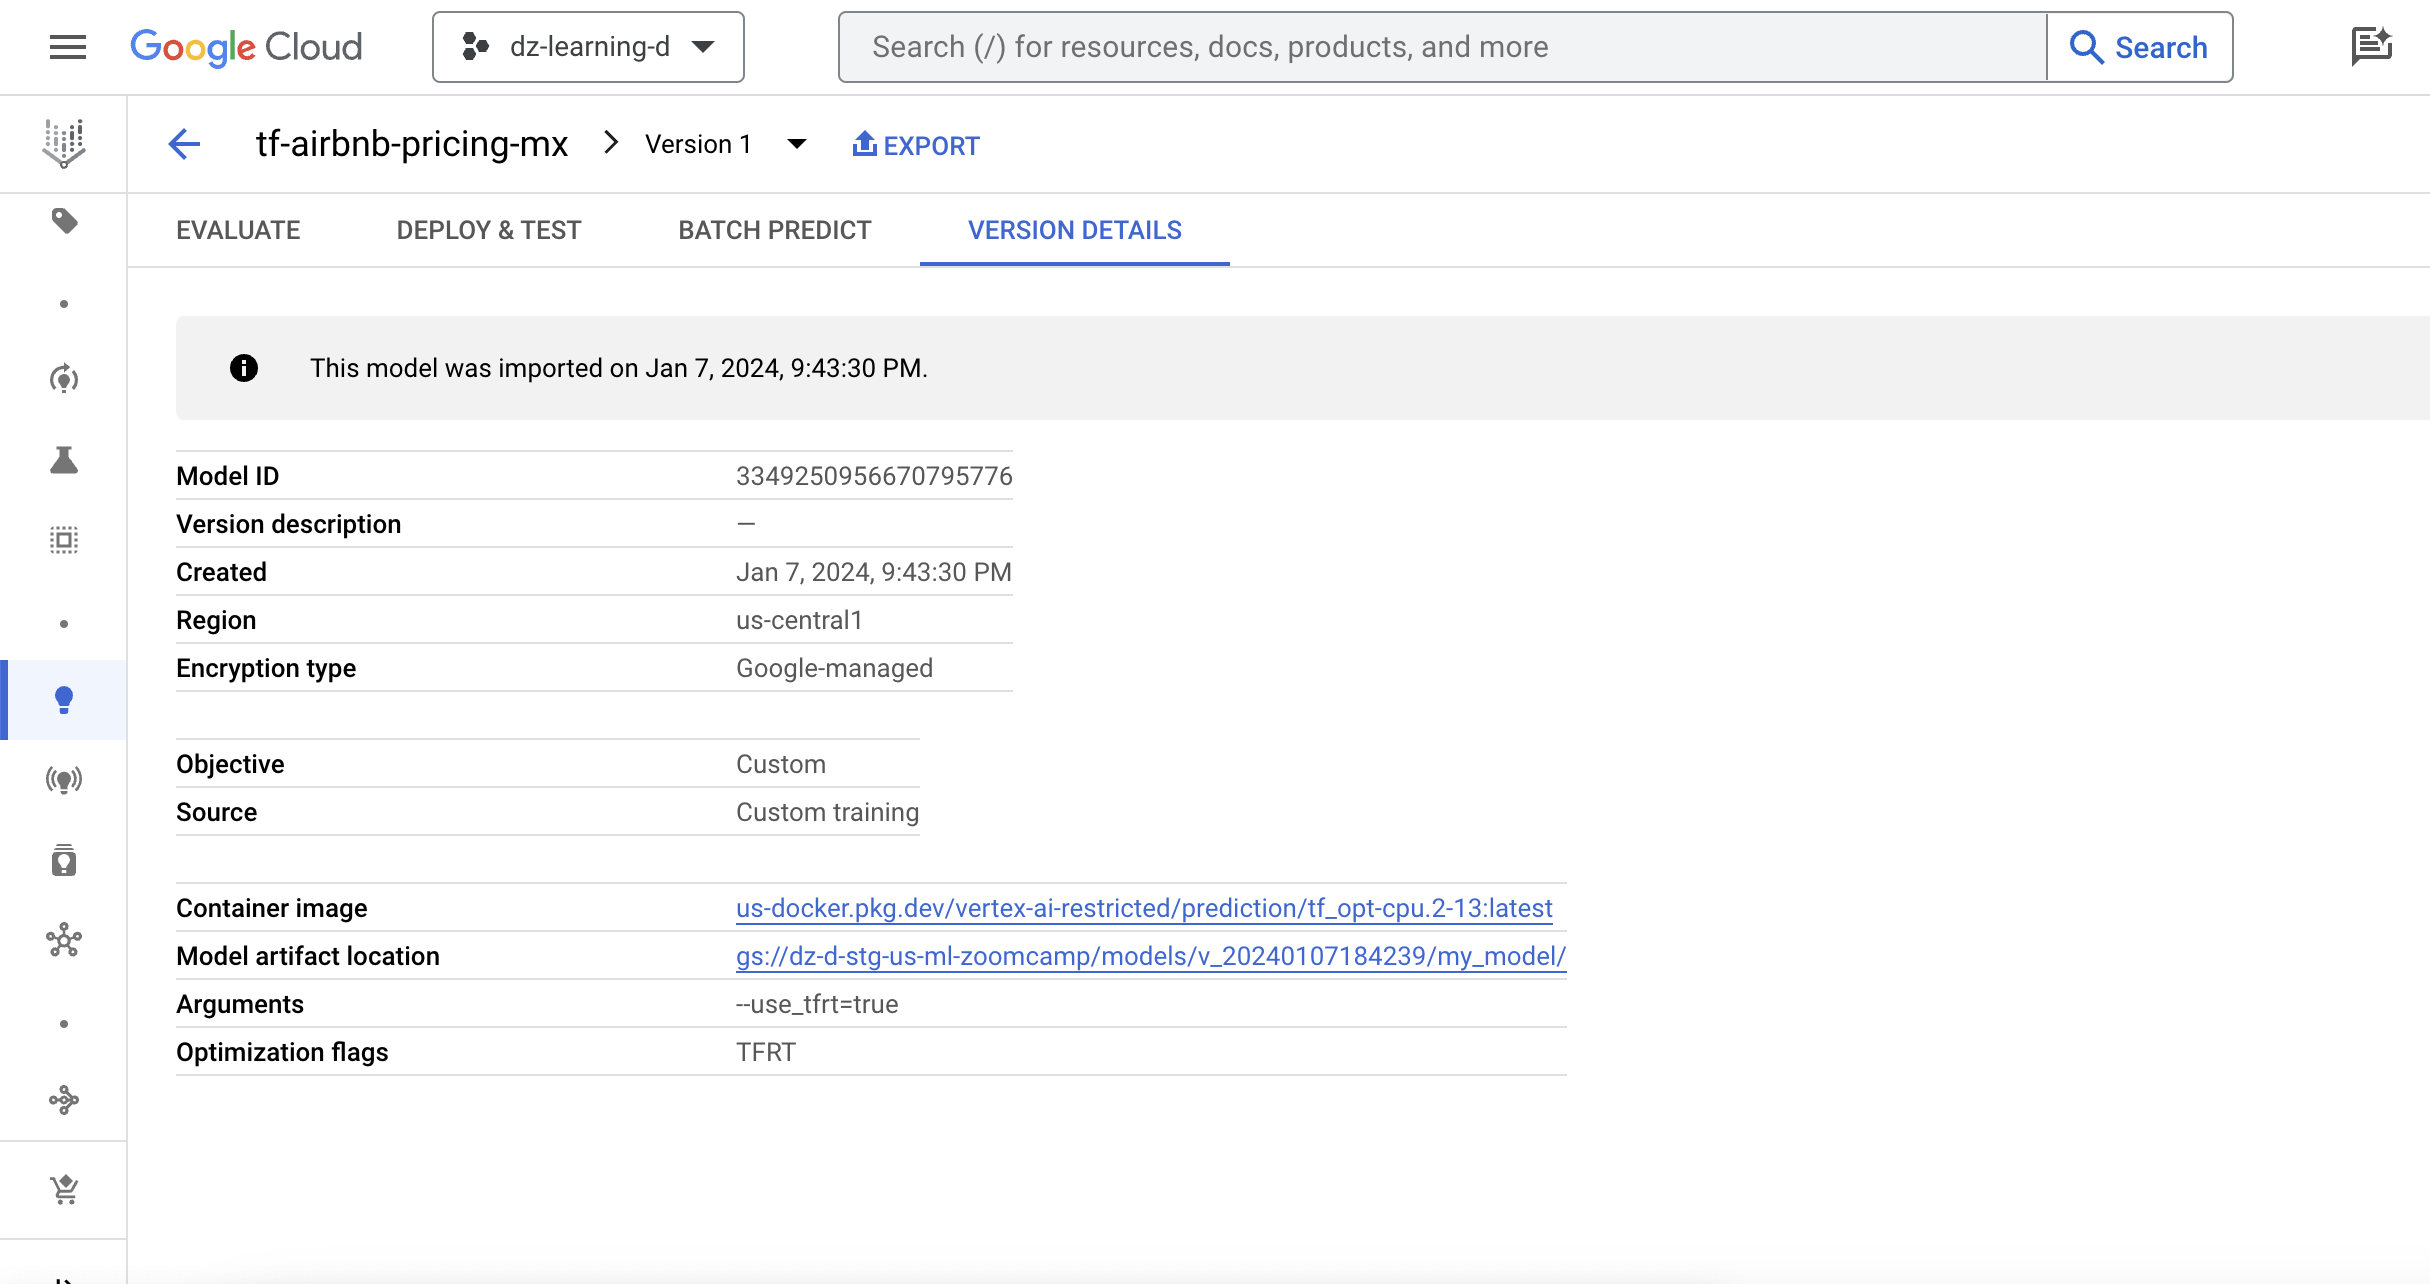 Google Cloud
dz-learning-d
Search (/) for resources, docs, products, and more
Search
tf-airbnb-pricing-mx
Version 1
EXPORT
EVALUATE
DEPLOY & TEST
BATCH PREDICT
VERSION DETAILS
This model was imported on Jan 7, 2024, 9:43:30 PM.
Model ID 3349250956670795776
Version description —
Created Jan 7, 2024, 9:43:30 PM
Region us-central1
Encryption type Google-managed
Objective Custom
Source Custom training
Container image us-docker.pkg.dev/vertex-ai-restricted/prediction/tf_opt-cpu.2-13:latest
Model artifact location gs://dz-d-stg-us-ml-zoomcamp/models/v_20240107184239/my_model/
Arguments --use_tfrt=true
Optimization flags TFRT